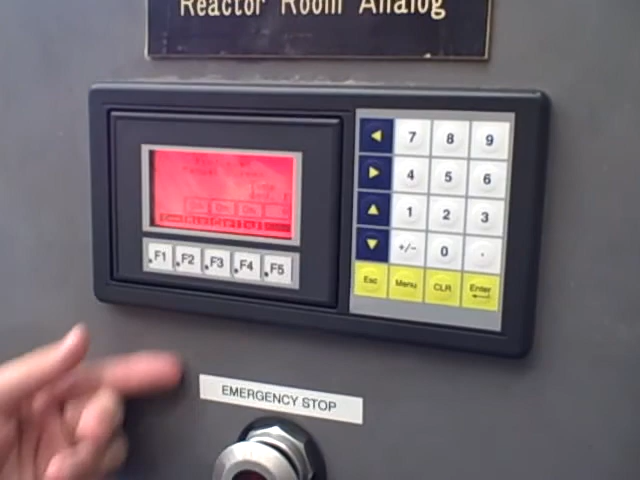 Reactor Room Analog
7 8 9
4 5 6
1 2 3
+/- 0 .
F1 F2 F3 F4 F5
Esc Menu CLR Enter
EMERGENCY STOP